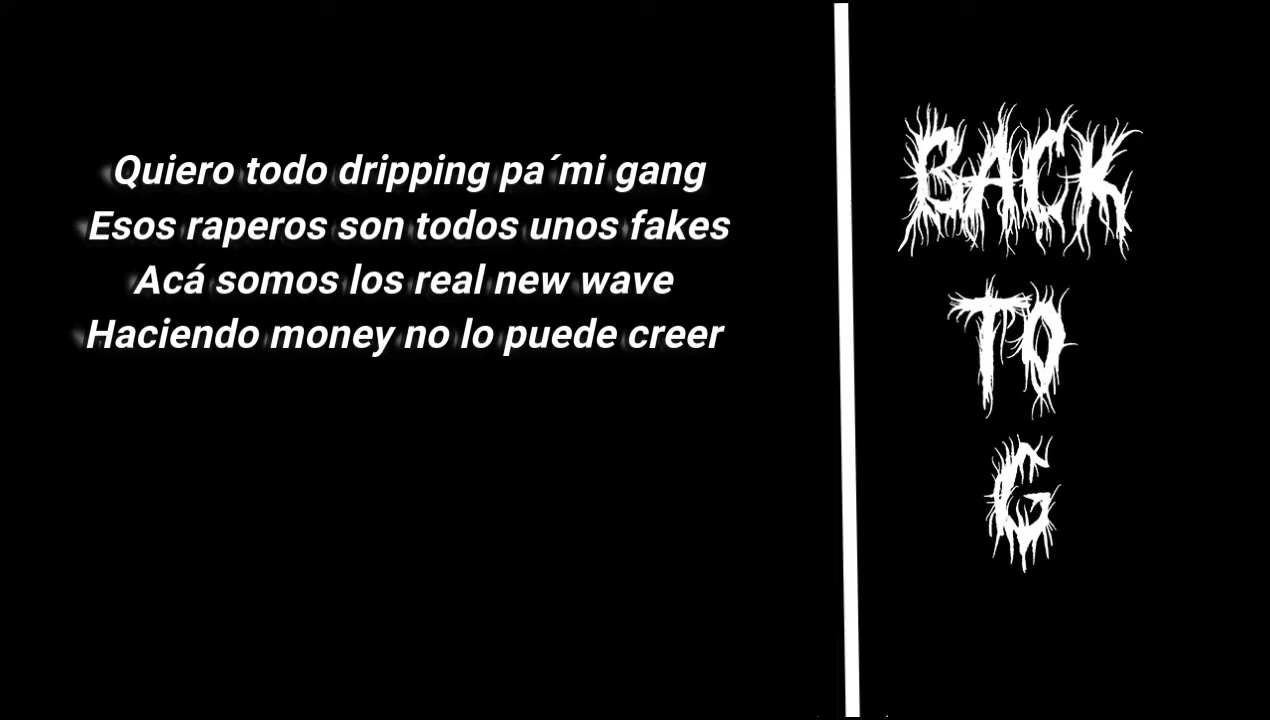 Quiero todo dripping pa´mi gang
Esos raperos son todos unos fakes
Acá somos los real new wave
Haciendo money no lo puede creer
BACK
TO
G